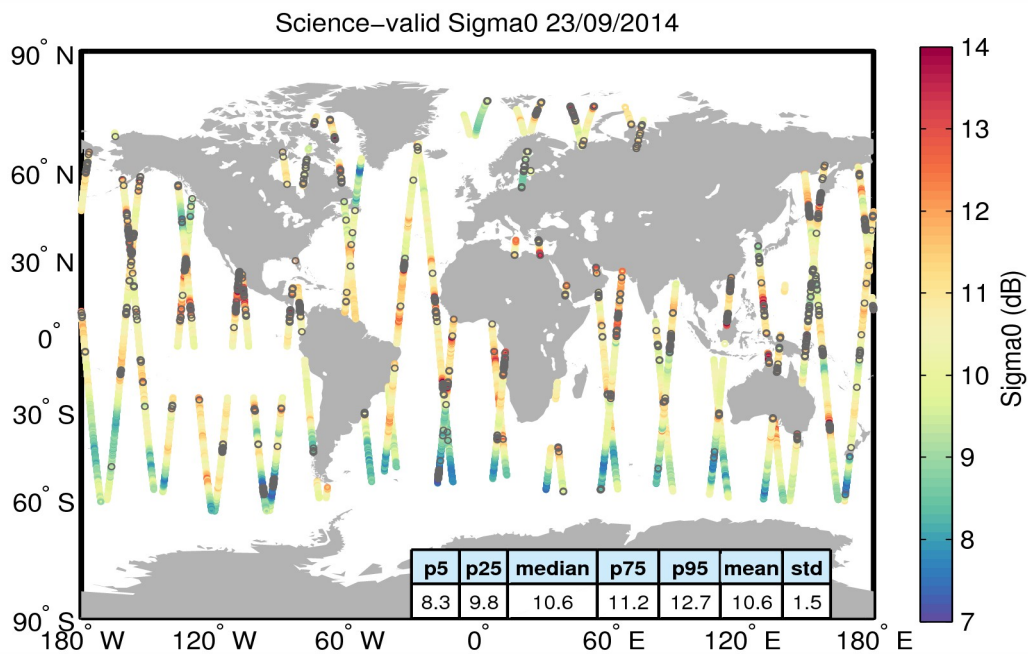 Science−valid Sigma0 23/09/2014
90° N
60° N
30° N
0°
30° S
60° S
90° S
180° W
120° W
60° W
0°
60° E
120° E
180° E
14
13
12
11
10
9
8
7
Sigma0 (dB)
p5 p25 median p75 p95 mean std
8.3 9.8 10.6 11.2 12.7 10.6 1.5